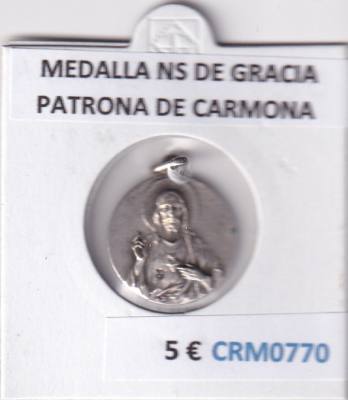 MEDALLA NS DE GRACIA
PATRONA DE CARMONA
5 € CRM0770